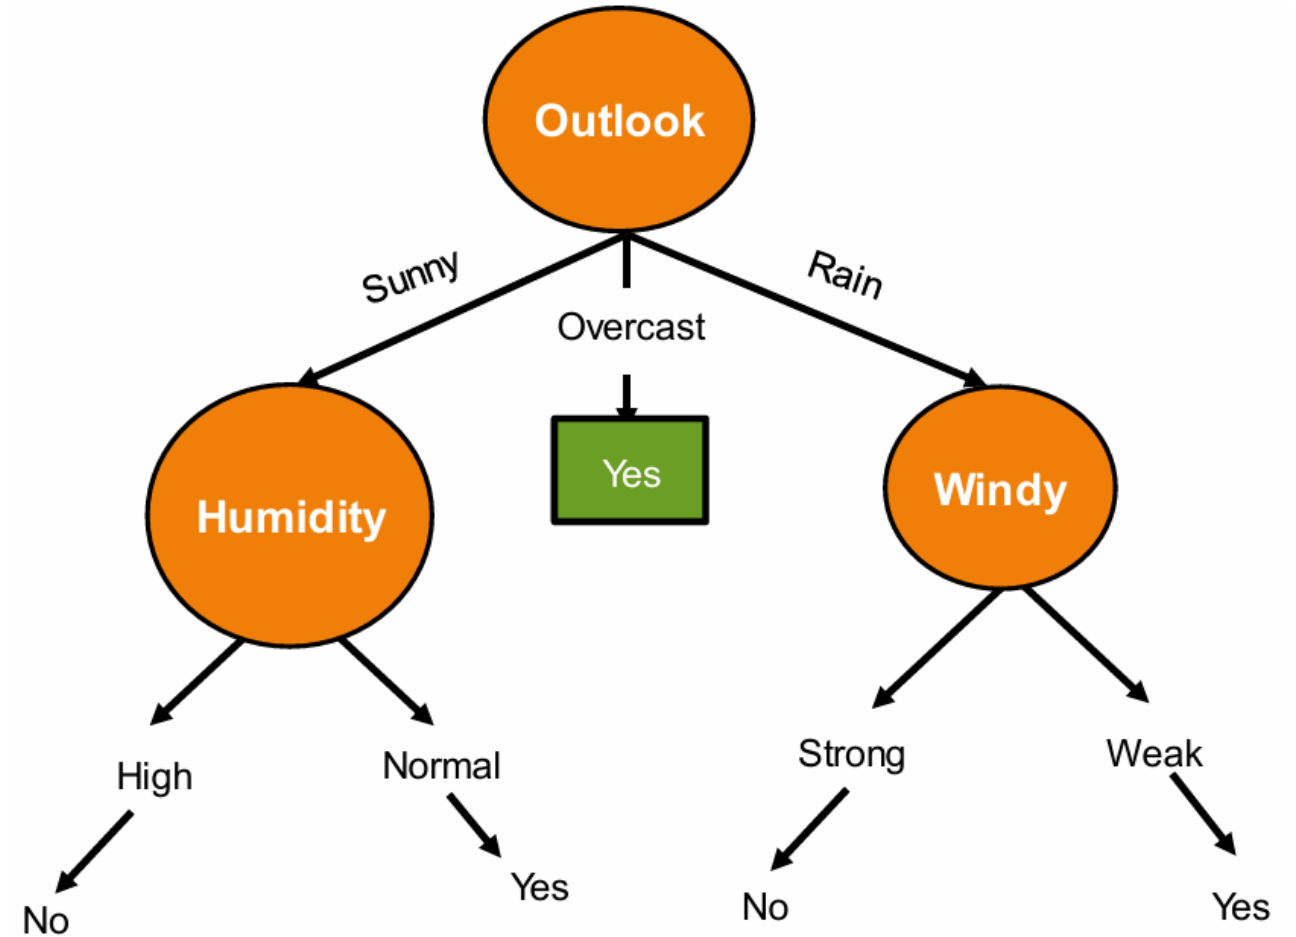 Outlook
Sunny
Rain
Overcast
Humidity
Yes
Windy
High
Normal
Strong
Weak
No
Yes
No
Yes